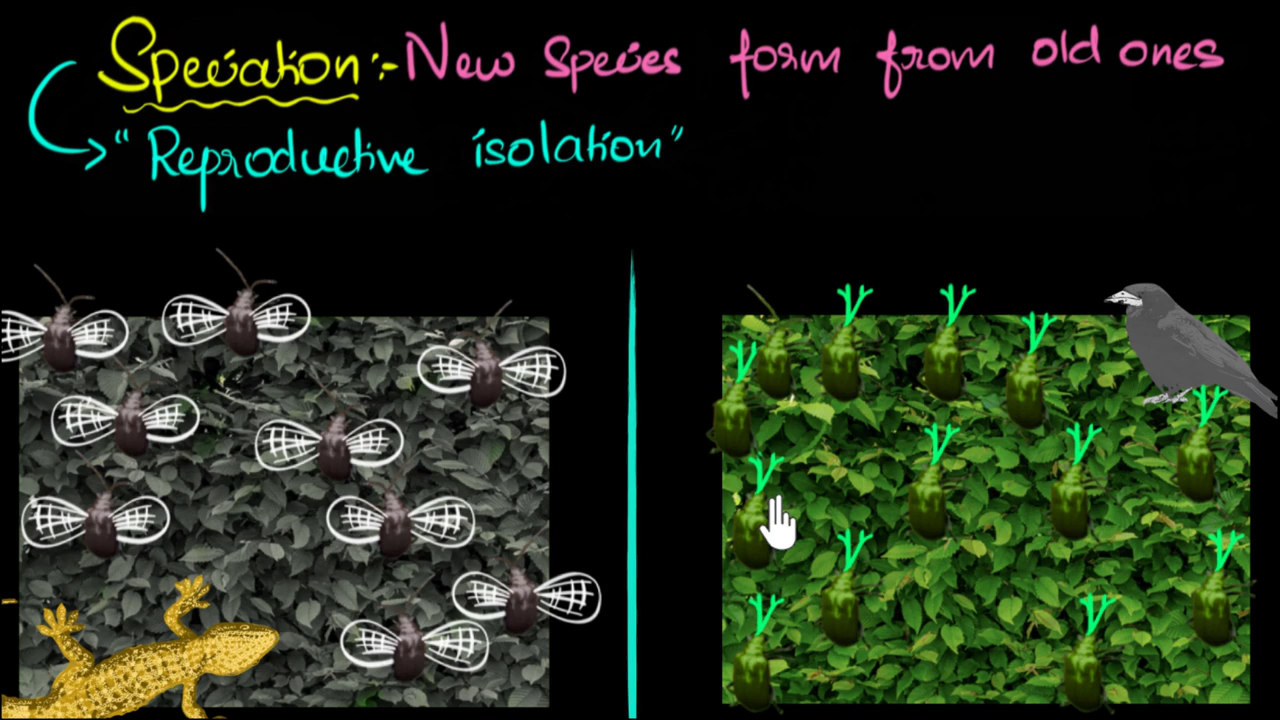 Speciation :- New Species form from old ones
"Reproductive isolation"